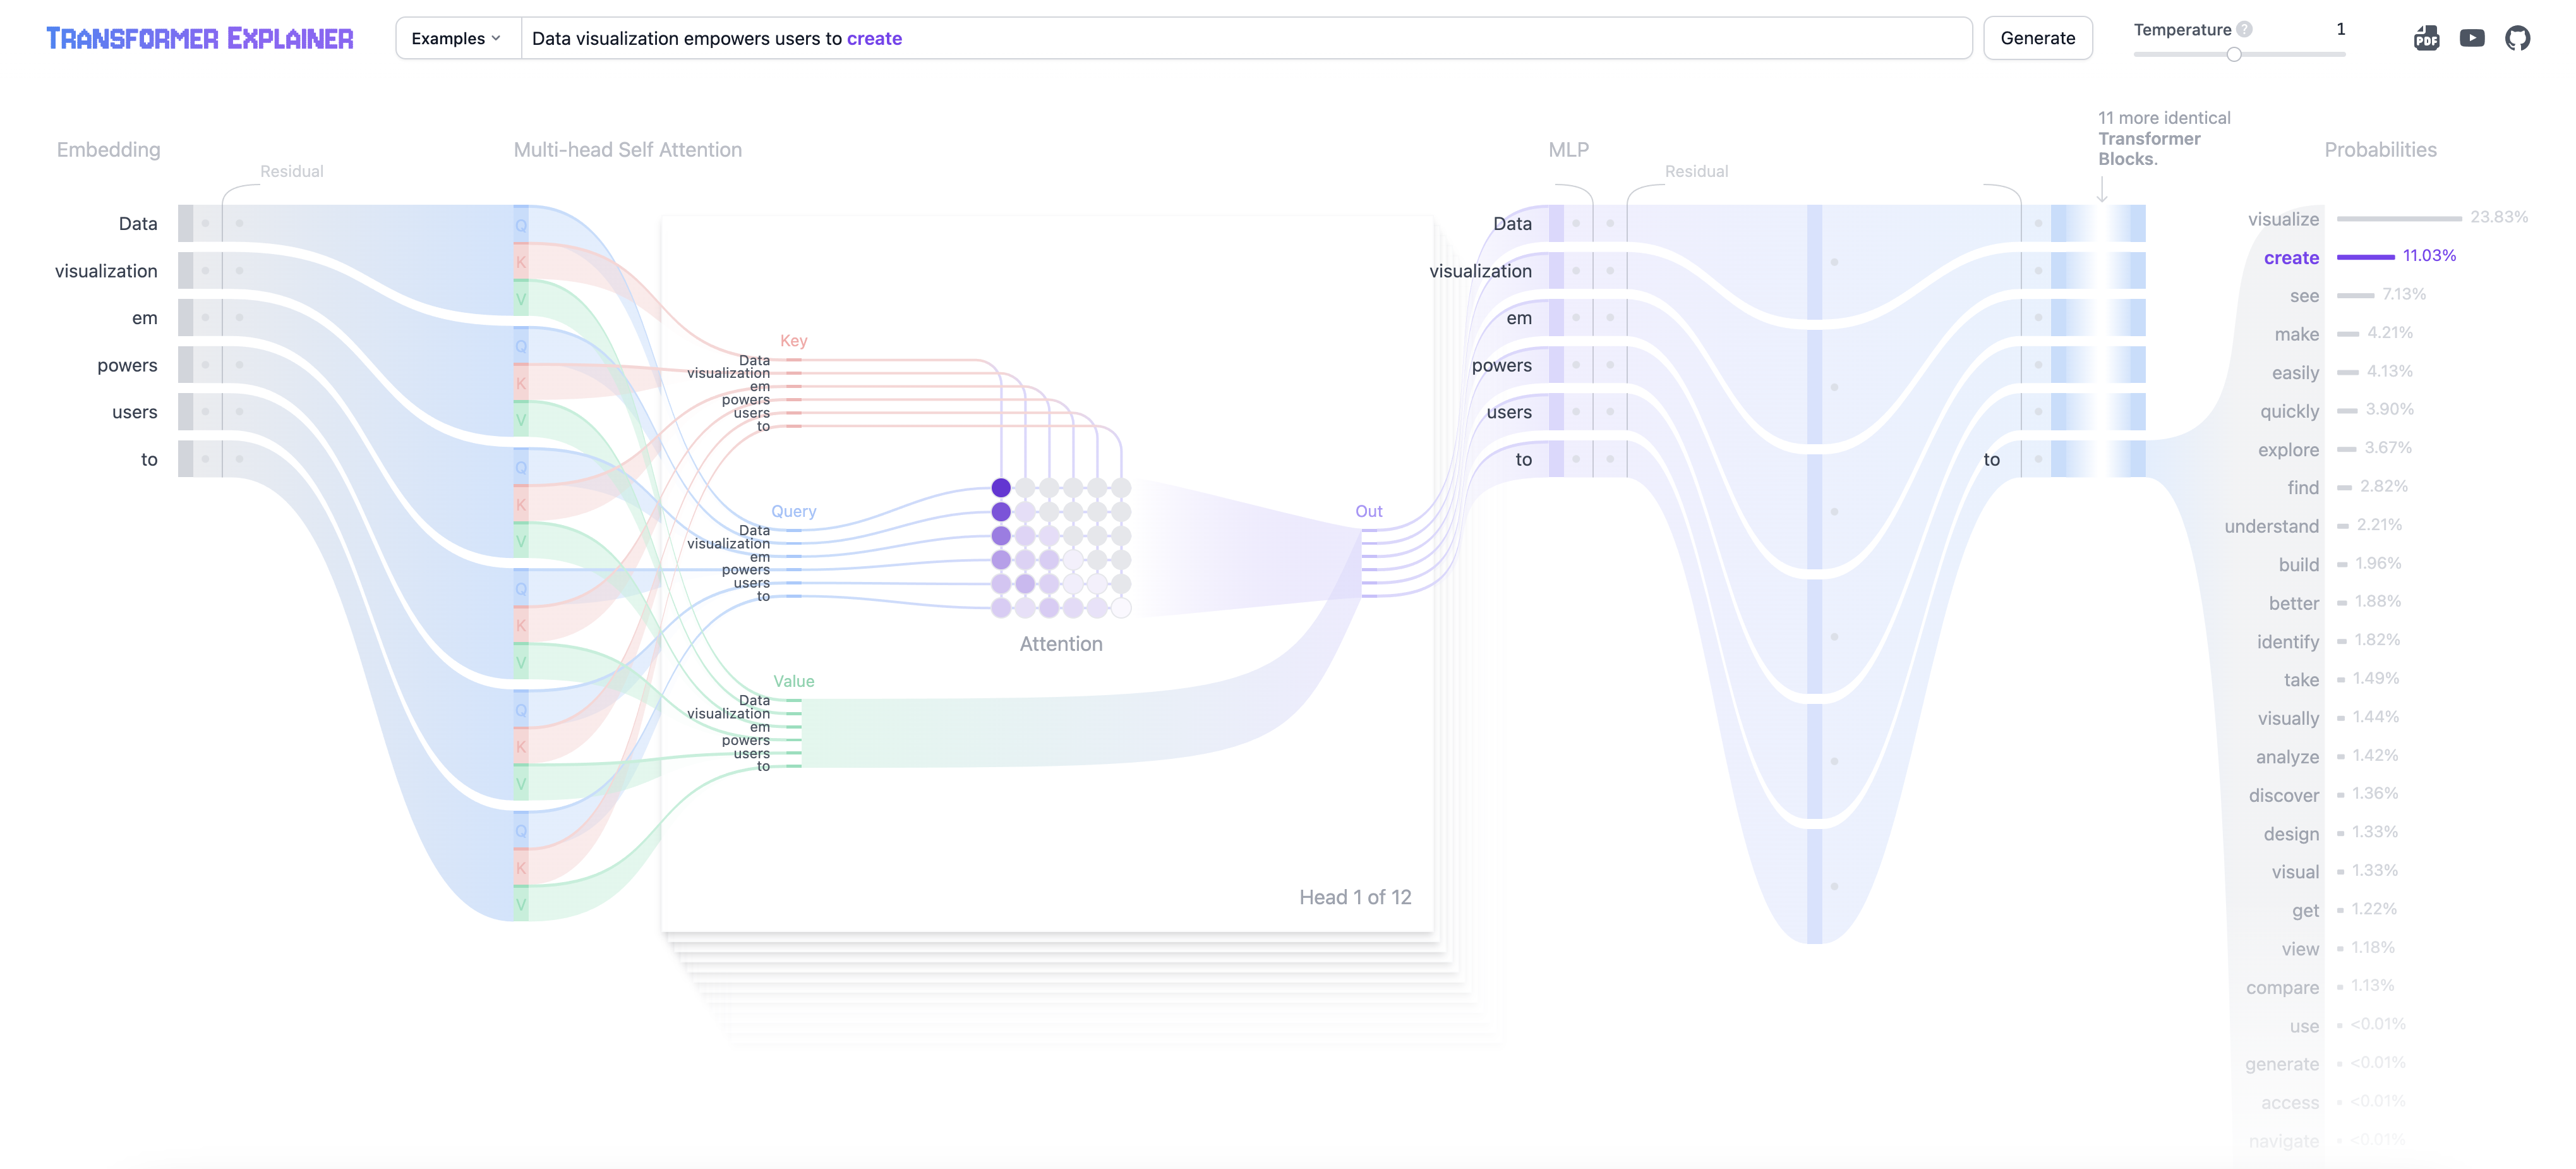 TRANSFORMER EXPLAINER
Examples
Data visualization empowers users to create
Generate
Temperature ? 1
PDF
Embedding
Residual
Data
visualization
em
powers
users
to
Multi-head Self Attention
Q
K
V
Q
K
V
Q
K
V
Q
K
V
Q
K
V
Q
K
V
Key
Data
visualization
em
powers
users
to
Query
Data
visualization
em
powers
users
to
Attention
Value
Data
visualization
em
powers
users
to
Out
Head 1 of 12
MLP
Residual
Data
visualization
em
powers
users
to
to
11 more identical
Transformer
Blocks.
Probabilities
visualize 23.83%
create 11.03%
see 7.13%
make 4.21%
easily 4.13%
quickly 3.90%
explore 3.67%
find 2.82%
understand 2.21%
build 1.96%
better 1.88%
identify 1.82%
take 1.49%
visually 1.44%
analyze 1.42%
discover 1.36%
design 1.33%
visual 1.33%
get 1.22%
view 1.18%
compare 1.13%
use <0.01%
generate <0.01%
access <0.01%
navigate <0.01%